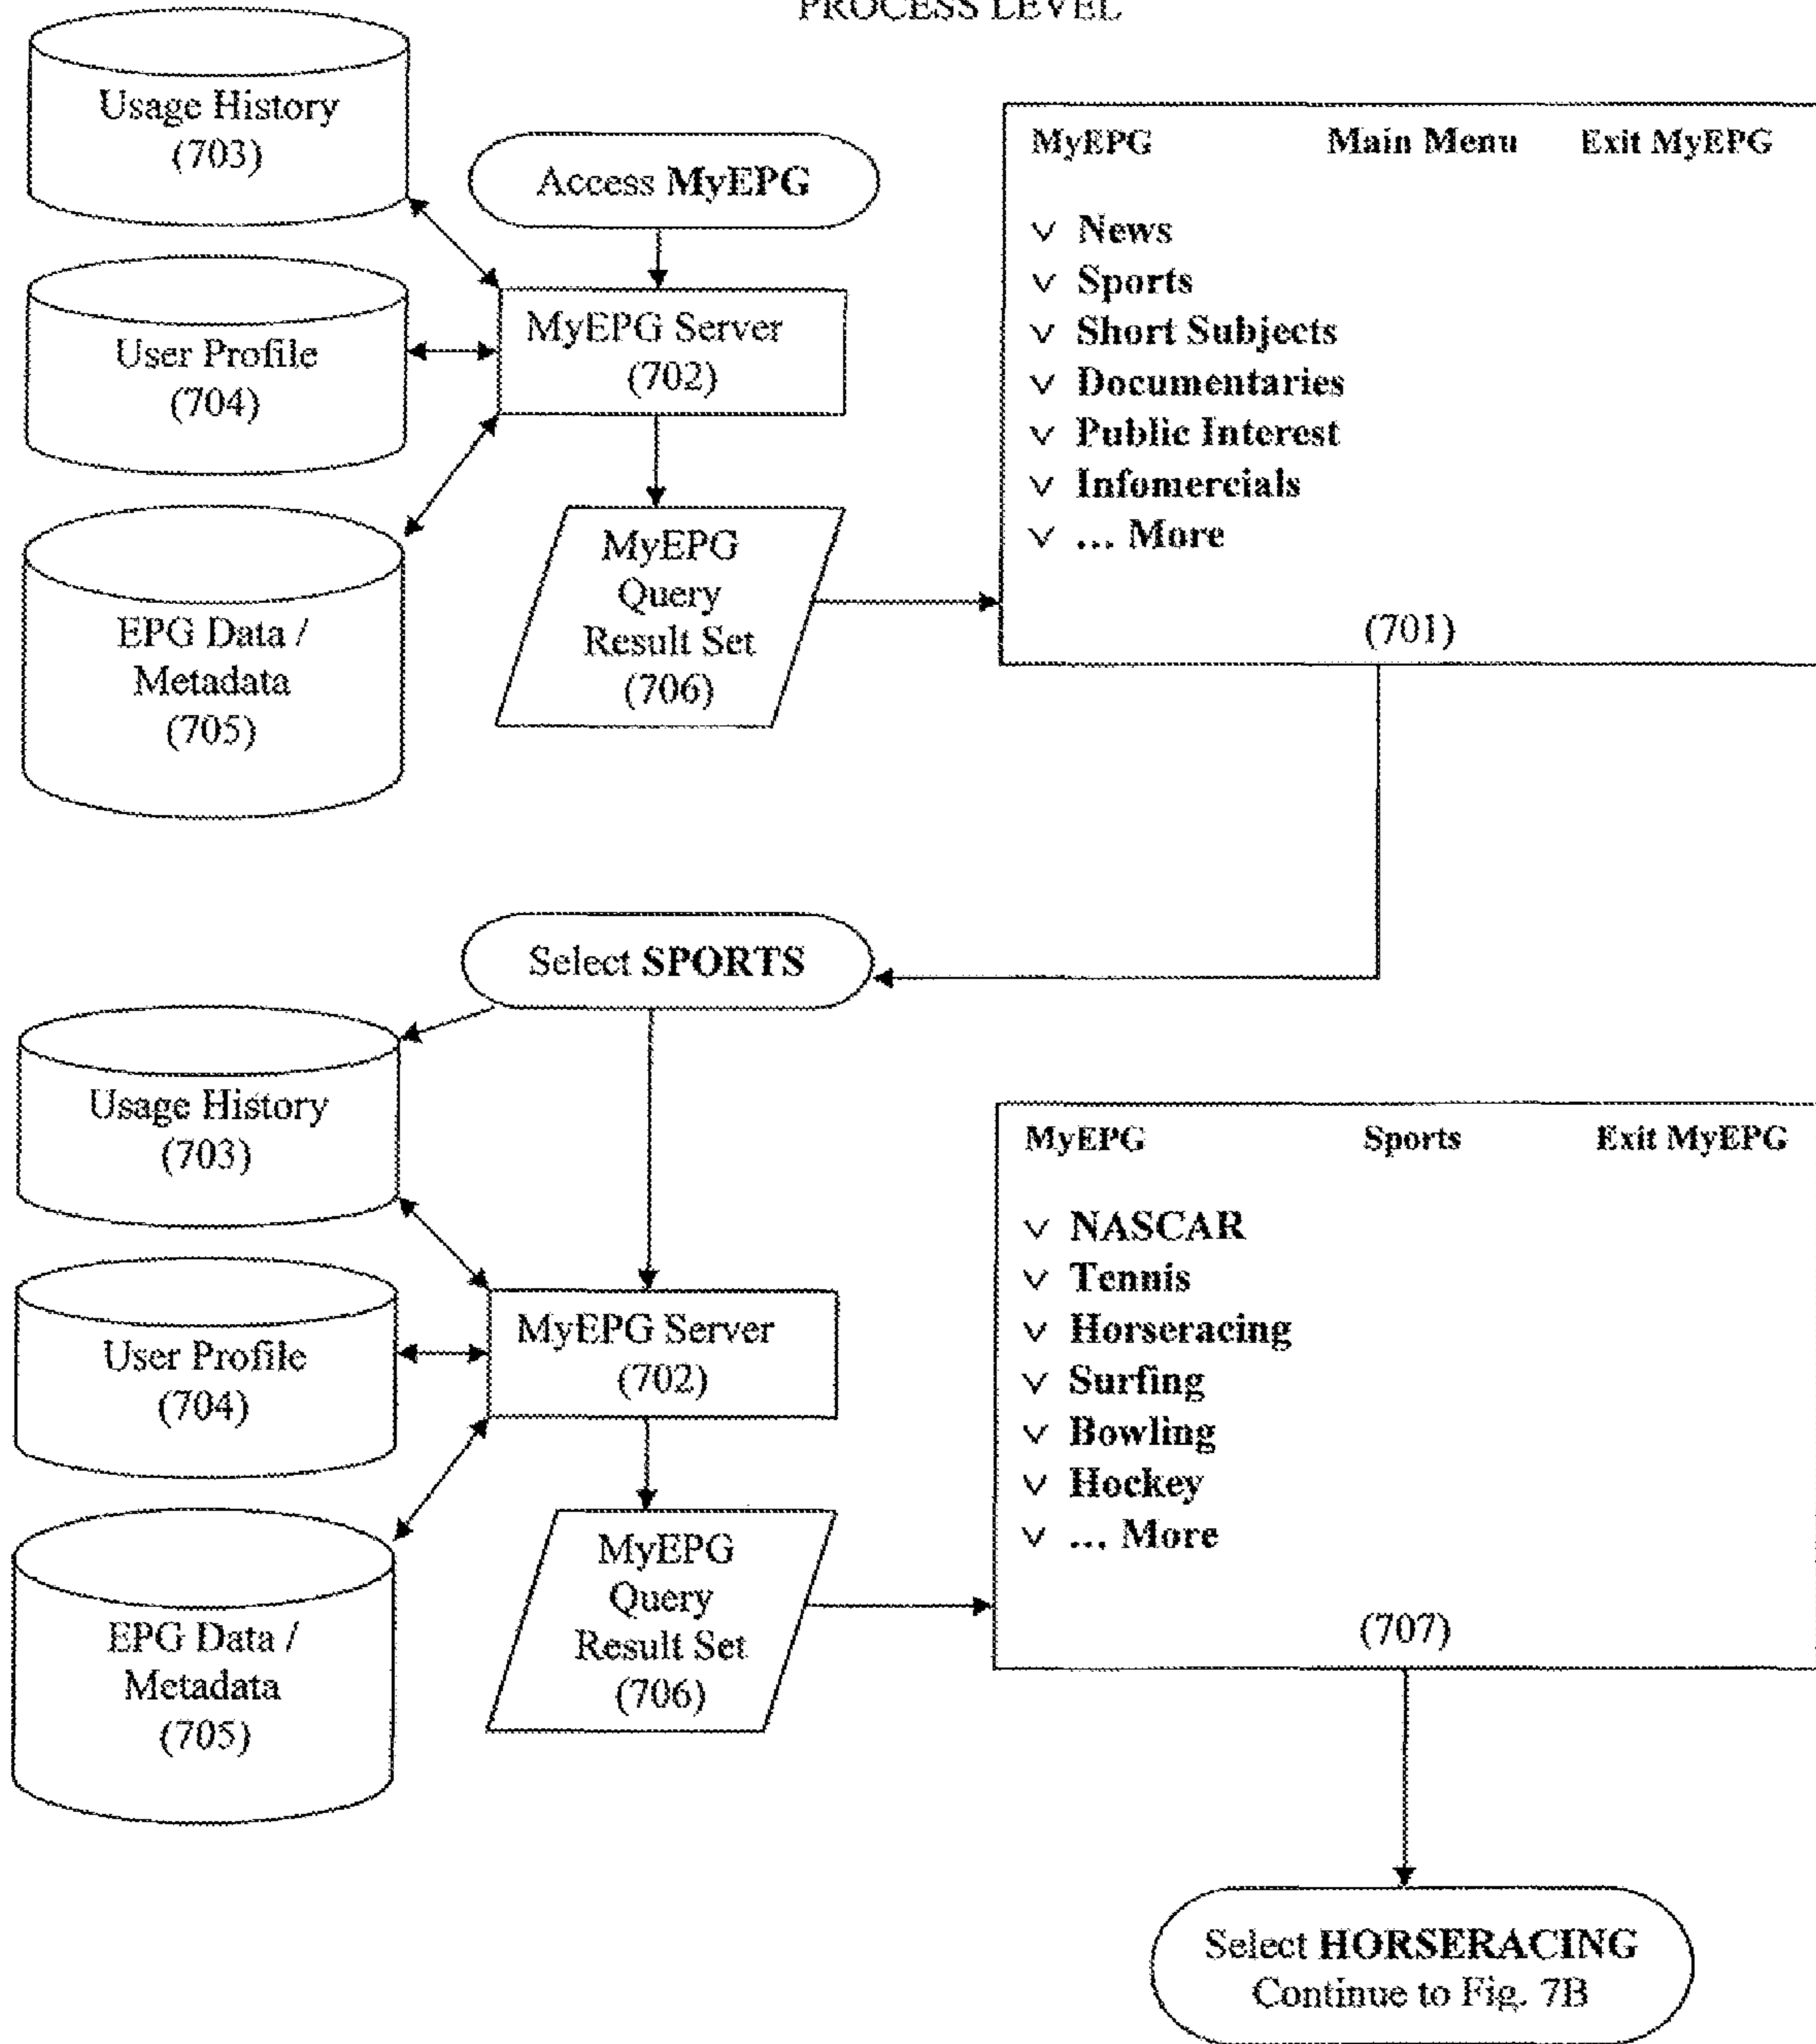 PROCESS LEVEL
Usage History
(703)
Access MyEPG
User Profile
(704)
MyEPG Server
(702)
EPG Data /
Metadata
(705)
MyEPG
Query
Result Set
(706)
MyEPG Main Menu Exit MyEPG
∨ News
∨ Sports
∨ Short Subjects
∨ Documentaries
∨ Public Interest
∨ Infomercials
∨ ... More
(701)
Select SPORTS
Usage History
(703)
User Profile
(704)
MyEPG Server
(702)
EPG Data /
Metadata
(705)
MyEPG
Query
Result Set
(706)
MyEPG Sports Exit MyEPG
∨ NASCAR
∨ Tennis
∨ Horseracing
∨ Surfing
∨ Bowling
∨ Hockey
∨ ... More
(707)
Select HORSERACING
Continue to Fig. 7B